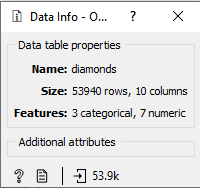 Data Info - O...
Data table properties
Name: diamonds
Size: 53940 rows, 10 columns
Features: 3 categorical, 7 numeric
Additional attributes
? 53.9k